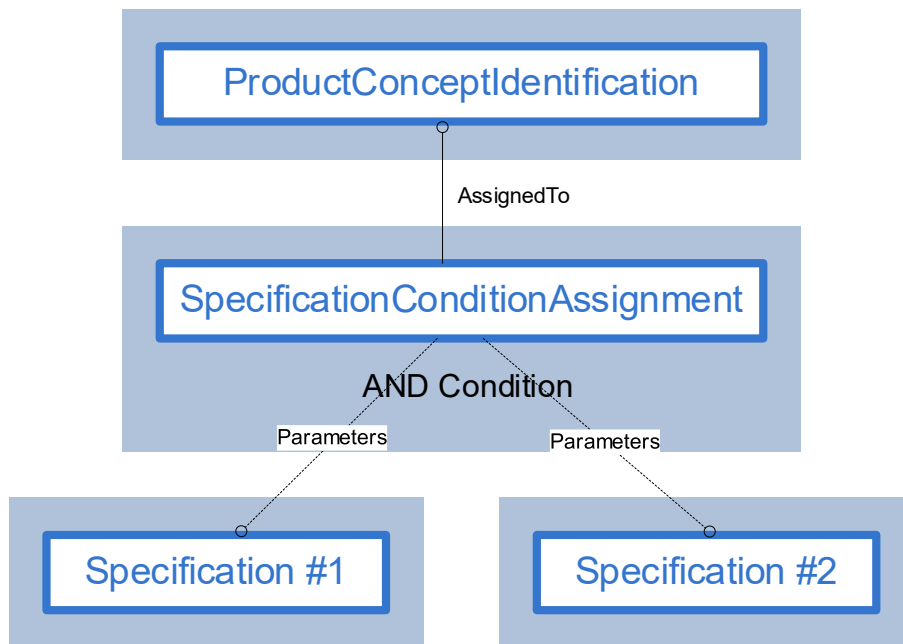 ProductConceptIdentification
AssignedTo
SpecificationConditionAssignment
AND Condition
Parameters
Parameters
Specification #1
Specification #2